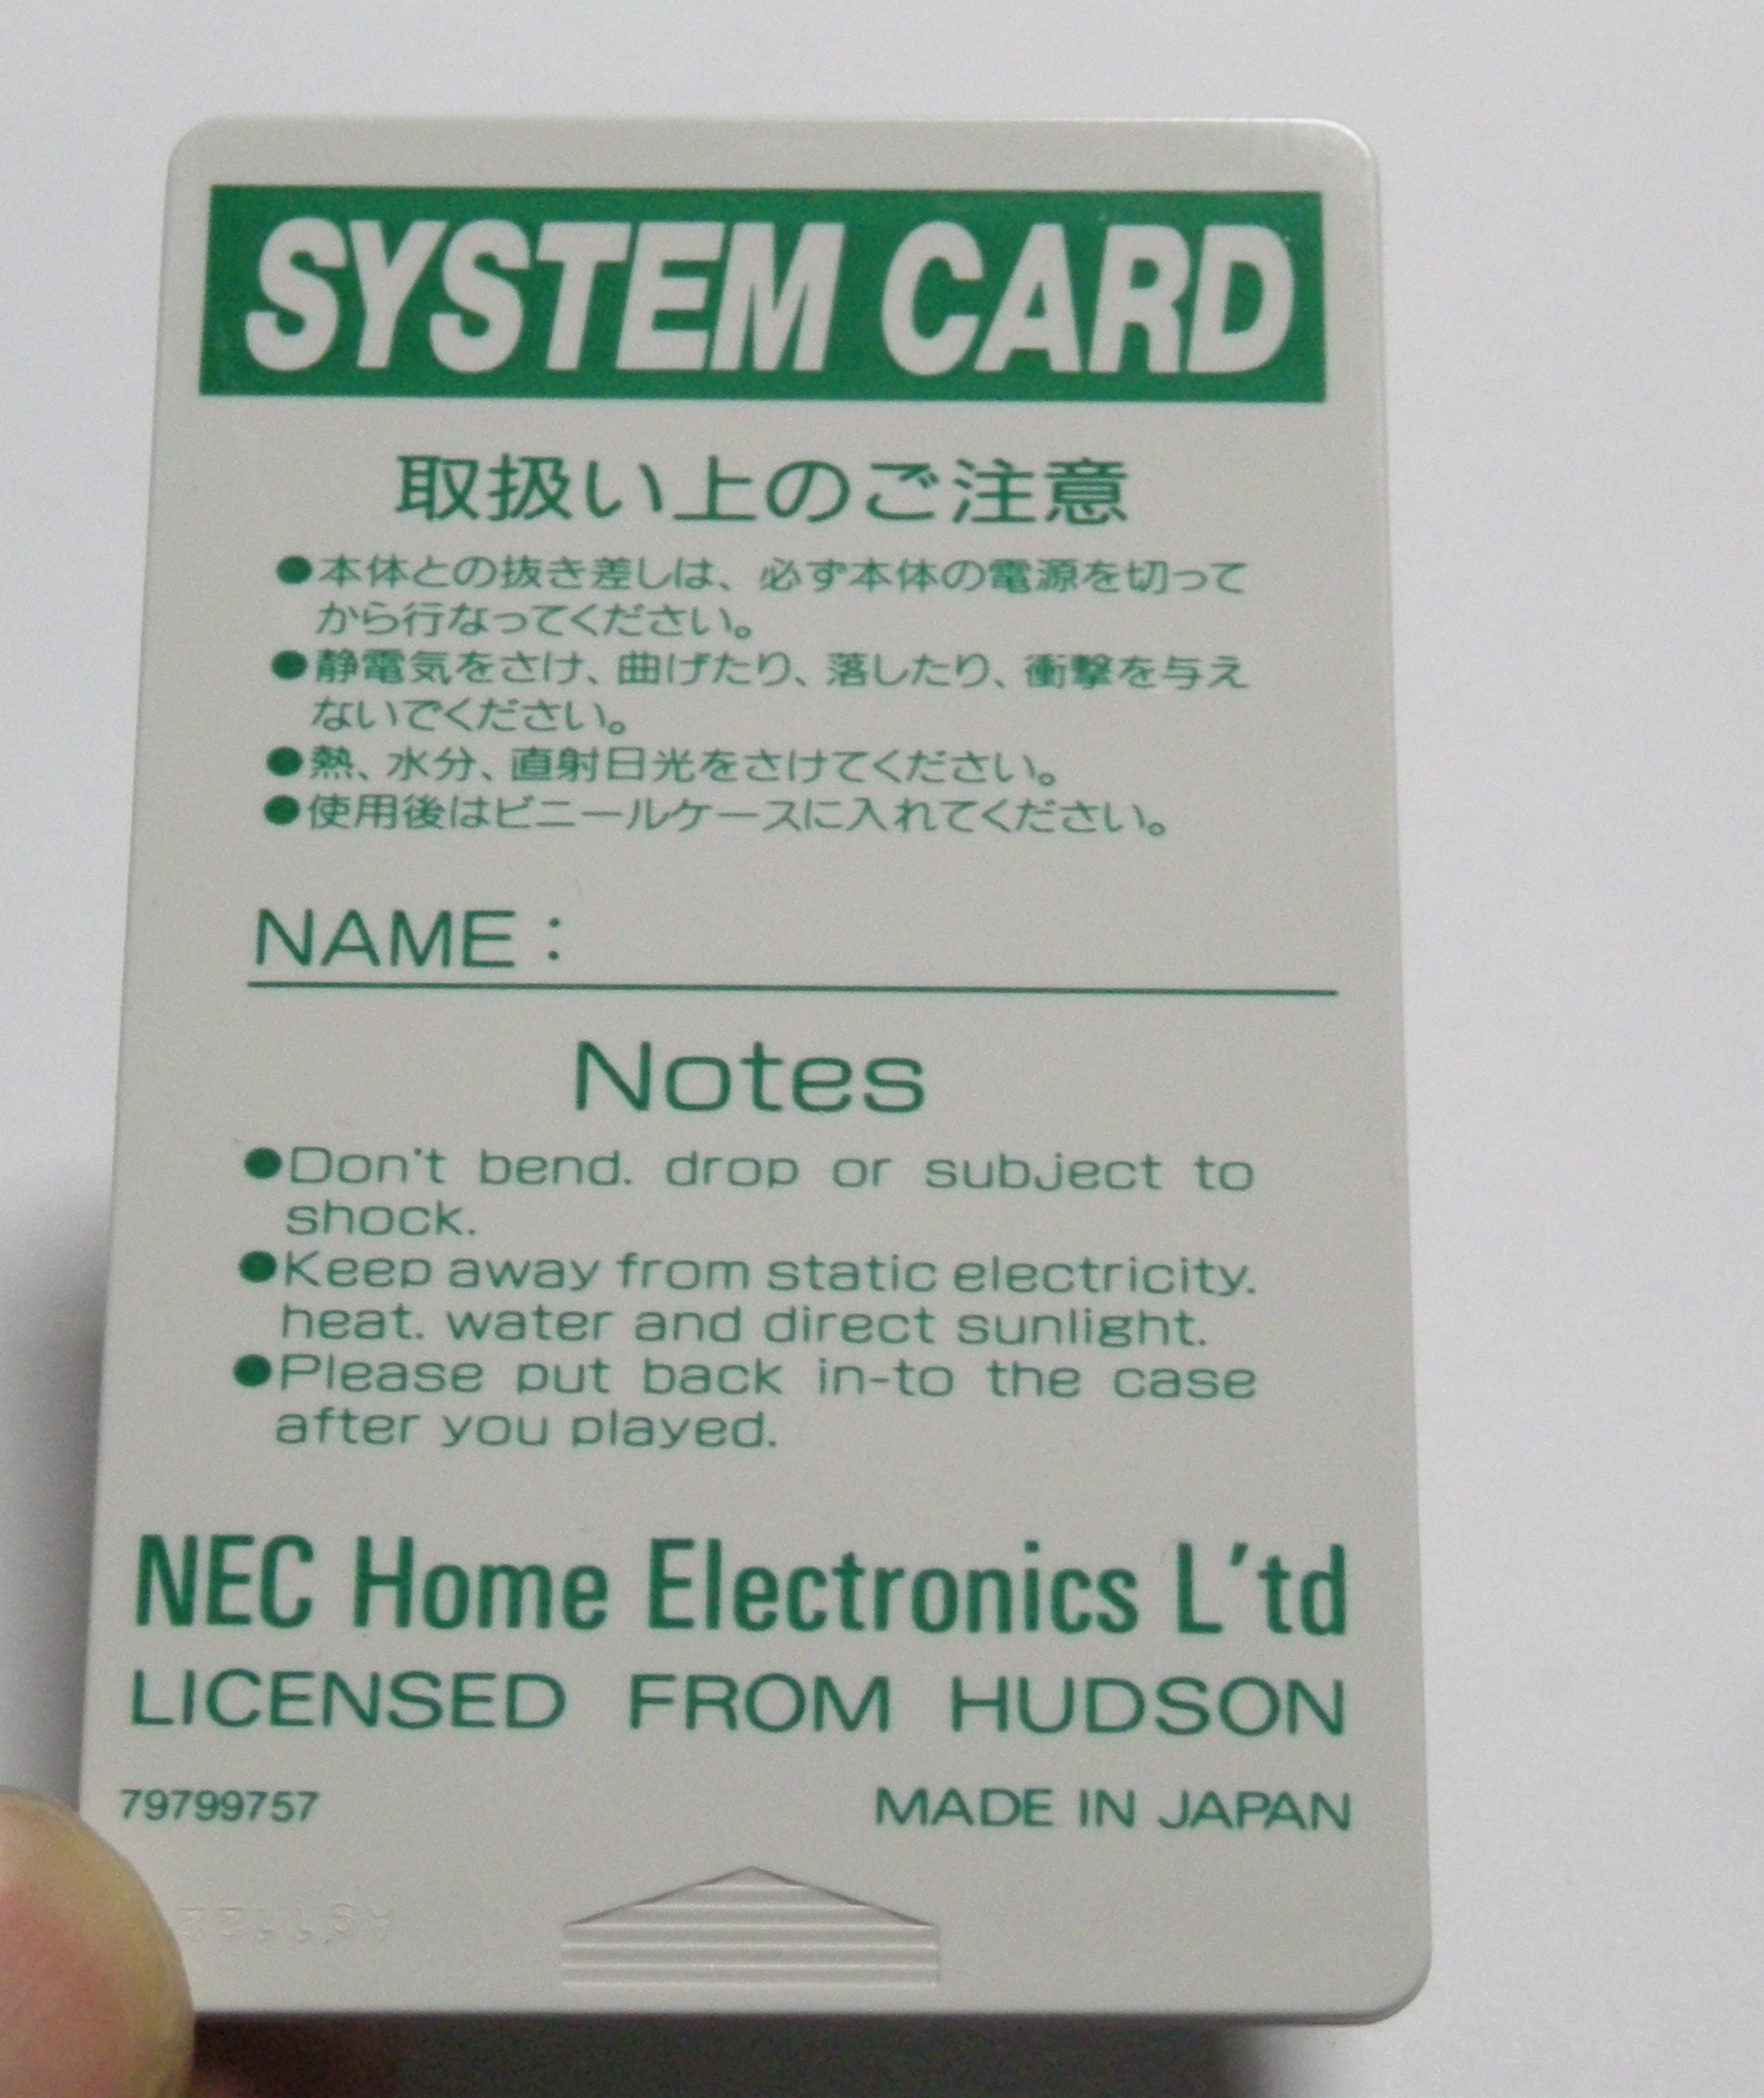 SYSTEM CARD
取扱い上のご注意
●本体との抜き差しは、必ず本体の電源を切って
から行なってください。
●静電気をさけ、曲げたり、落したり、衝撃を与え
ないでください。
●熱、水分、直射日光をさけてください。
●使用後はビニールケースに入れてください。
NAME :
Notes
●Don't bend. drop or subject to
shock.
●Keep away from static electricity.
heat. water and direct sunlight.
●Please put back in-to the case
after you played.
NEC Home Electronics L'td
LICENSED FROM HUDSON
79799757 MADE IN JAPAN